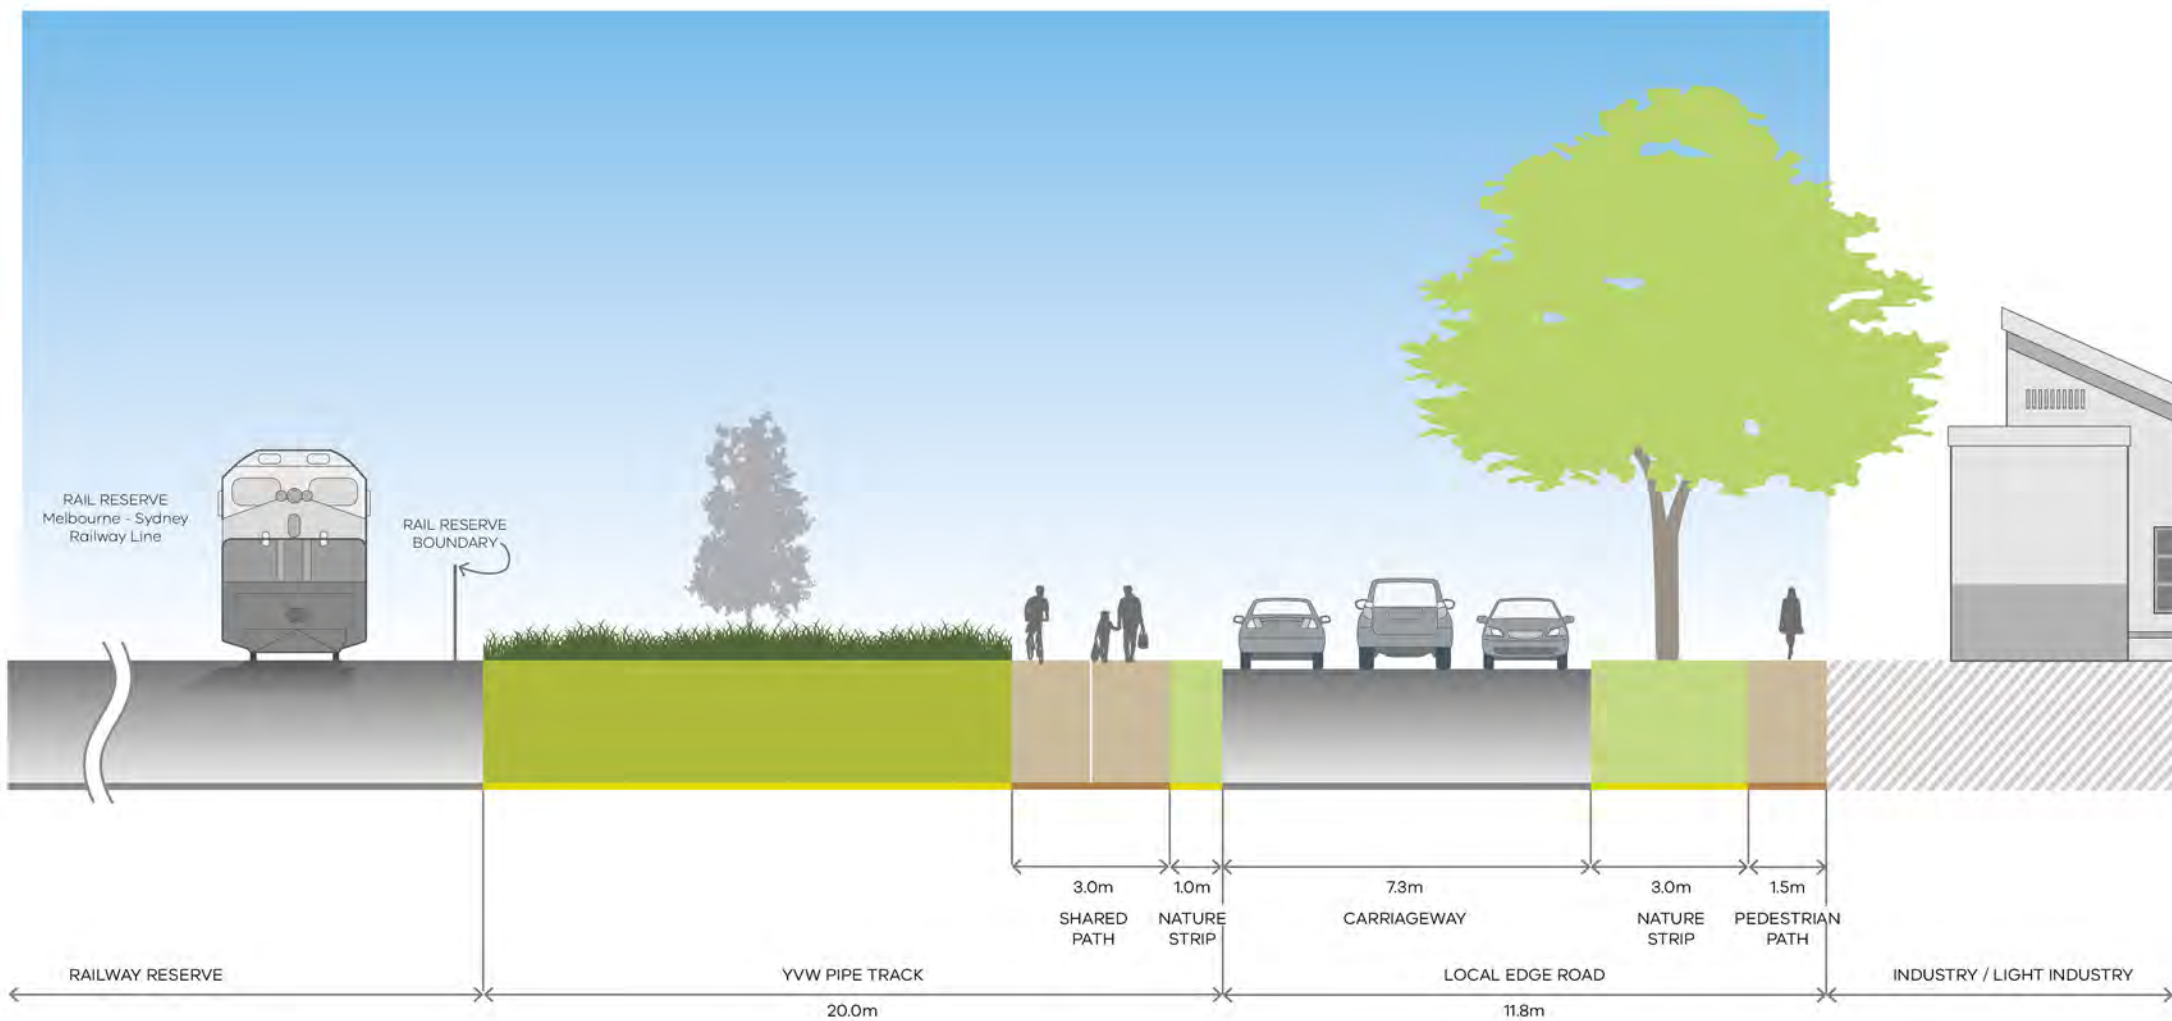 RAIL RESERVE
Melbourne - Sydney
Railway Line
RAIL RESERVE
BOUNDARY
3.0m
SHARED
PATH
1.0m
NATURE
STRIP
7.3m
CARRIAGEWAY
3.0m
NATURE
STRIP
1.5m
PEDESTRIAN
PATH
RAILWAY RESERVE
YVW PIPE TRACK
20.0m
LOCAL EDGE ROAD
11.8m
INDUSTRY / LIGHT INDUSTRY